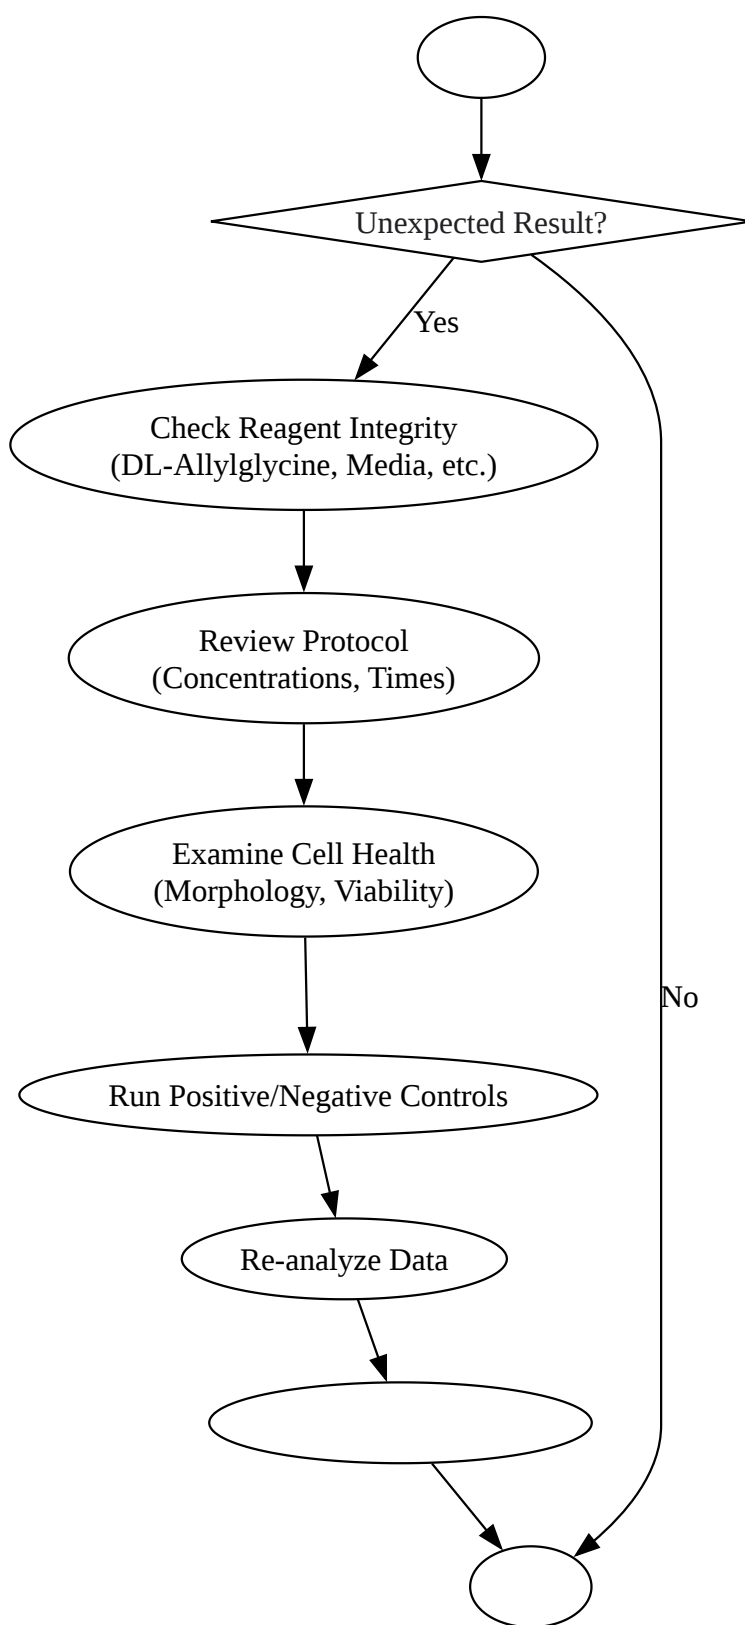 Unexpected Result?
Yes
Check Reagent Integrity
(DL-Allylglycine, Media, etc.)
Review Protocol
(Concentrations, Times)
Examine Cell Health
(Morphology, Viability)
No
Run Positive/Negative Controls
Re-analyze Data